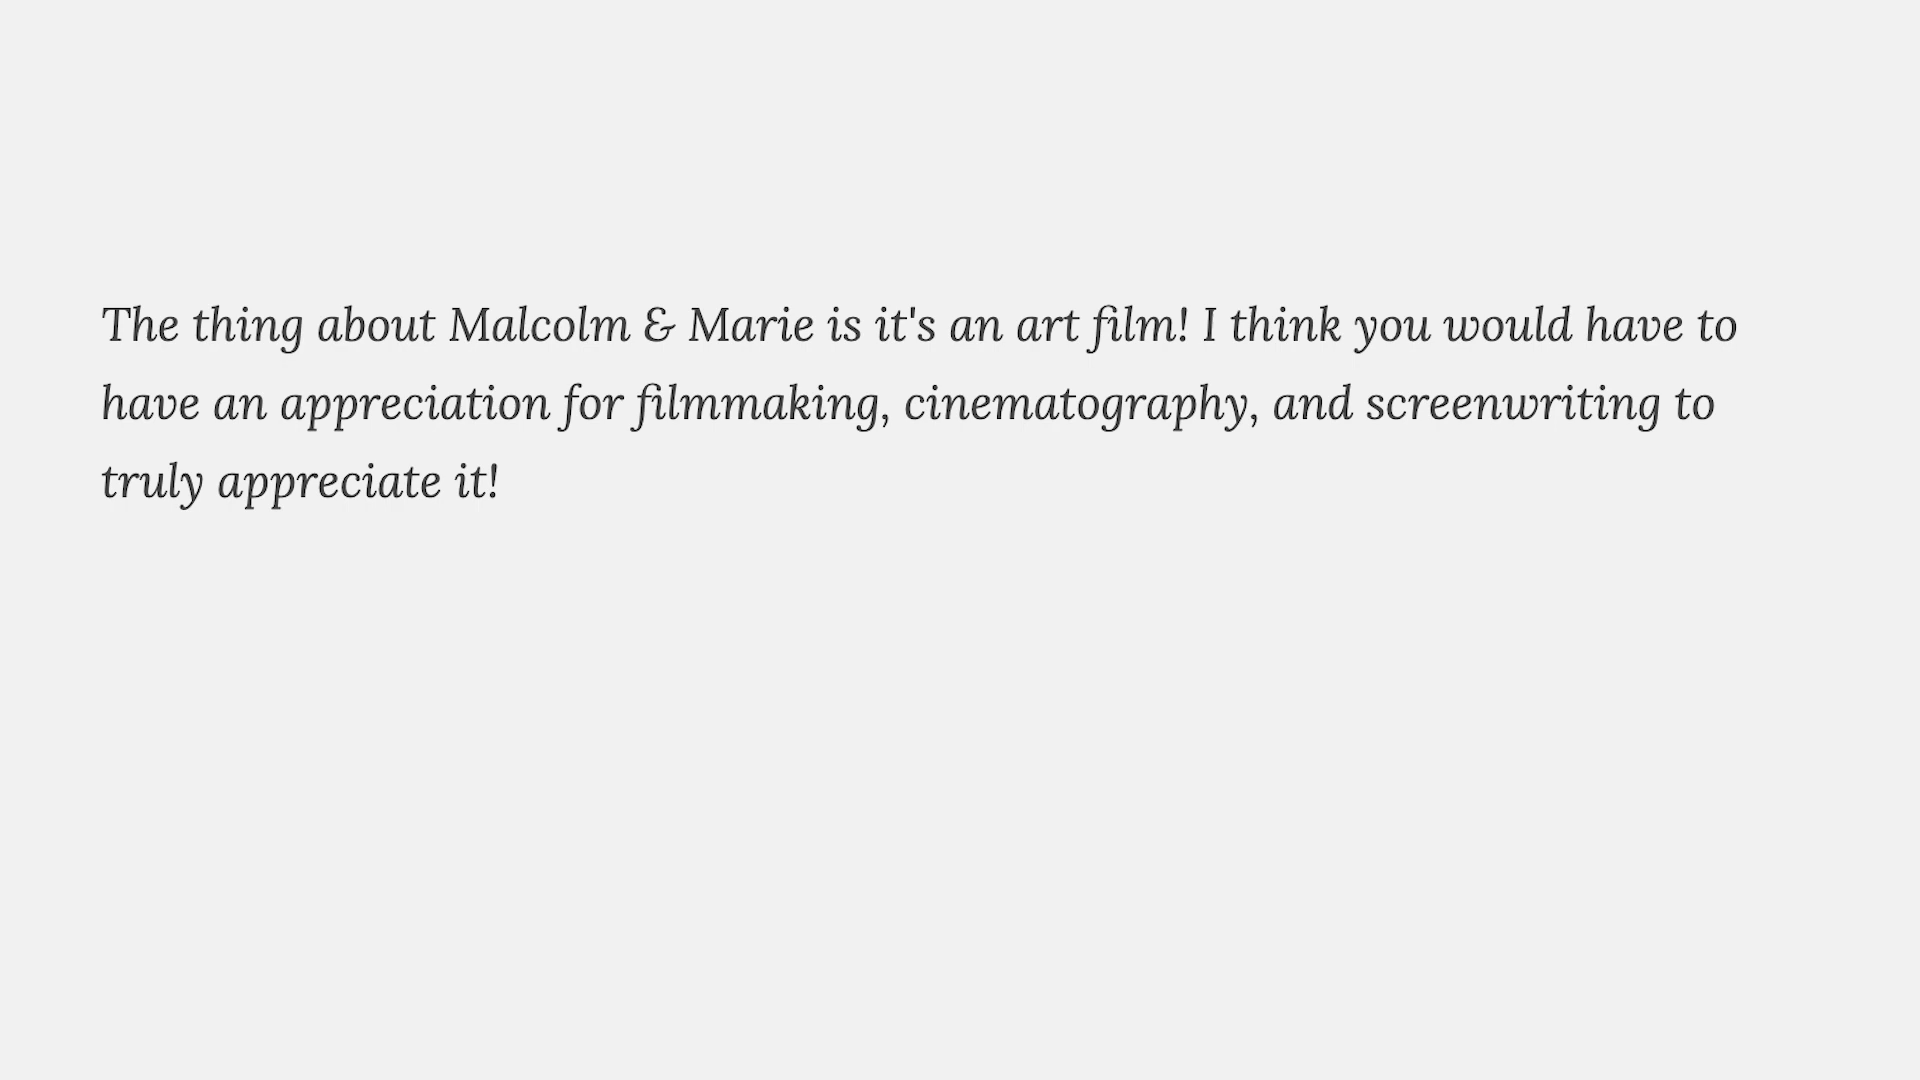 The thing about Malcolm & Marie is it's an art film! I think you would have to
have an appreciation for filmmaking, cinematography, and screenwriting to
truly appreciate it!